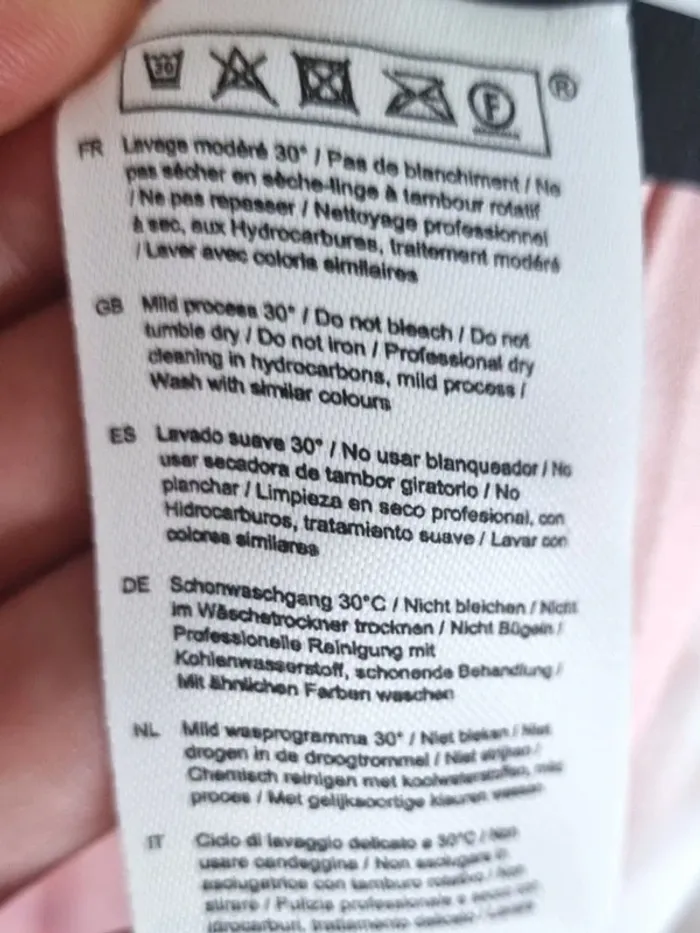 30
F
®
FR Lavage modéré 30° / Pas de blanchiment / Ne
pas sécher en sèche-linge à tambour rotatif
/ Ne pas repasser / Nettoyage professionnel
à sec, aux Hydrocarbures, traitement modéré
/ Laver avec coloris similaires
GB Mild process 30° / Do not bleach / Do not
tumble dry / Do not iron / Professional dry
cleaning in hydrocarbons, mild process /
Wash with similar colours
ES Lavado suave 30° / No usar blanqueador / No
usar secadora de tambor giratorio / No
planchar / Limpieza en seco profesional, con
Hidrocarburos, tratamiento suave / Lavar con
colores similares
DE Schonwaschgang 30°C / Nicht bleichen / Nicht
im Wäschetrockner trocknen / Nicht Bügeln /
Professionelle Reinigung mit
Kohlenwasserstoff, schonende Behandlung /
Mit ähnlichen Farben waschen
NL Mild wasprogramma 30° / Niet bleken / Niet
drogen in de droogtrommel / Niet strijken /
Chemisch reinigen met koolwaterstoffen, mild
proces / Met gelijksoortige kleuren wassen
IT Ciclo di lavaggio delicato a 30°C / Non
usare candeggina / Non asciugare in
asciugatrice con tamburo rotativo / Non
stirare / Pulizia professionale a secco con
idrocarburi, trattamento delicato / Lavare